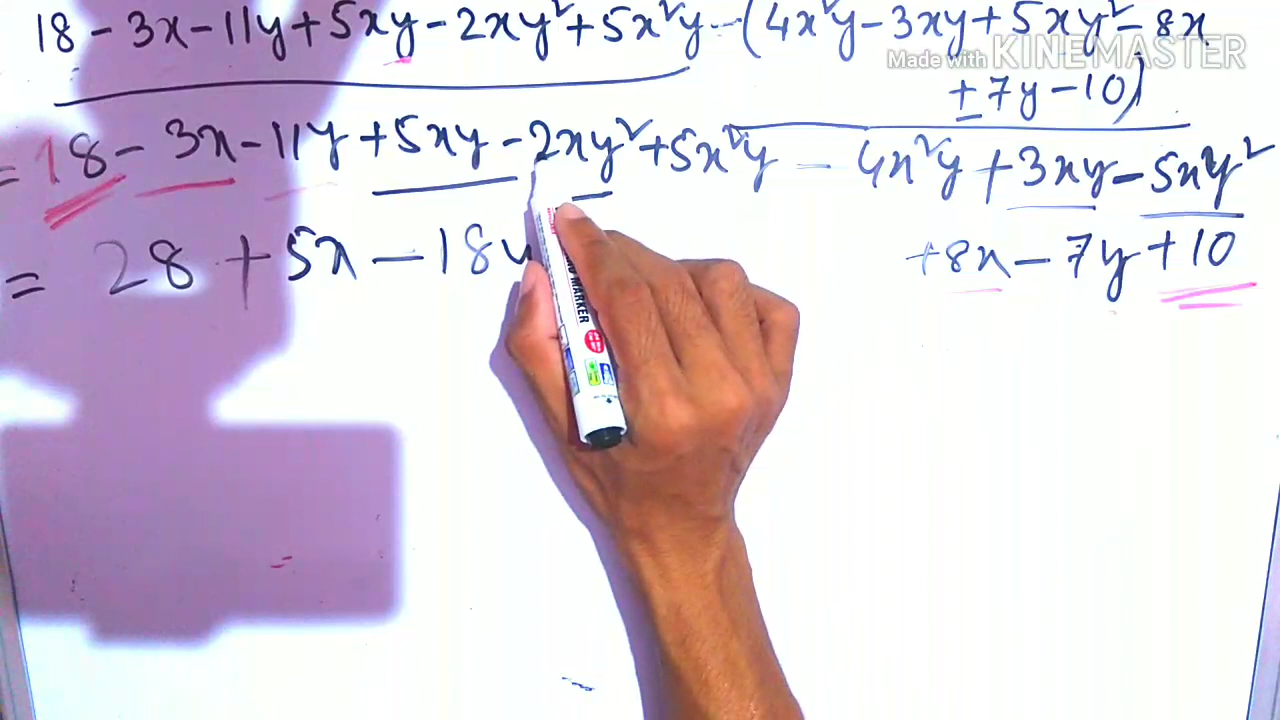 18 - 3x - 11y + 5xy - 2xy² + 5x²y - (4x²y - 3xy + 5xy² - 8x
+ 7y - 10)
Made with KINEMASTER
= 18 - 3x - 11y + 5xy - 2xy² + 5x²y - 4x²y + 3xy - 5xy²
+ 8x - 7y + 10
= 28 + 5x - 18y
MARKER